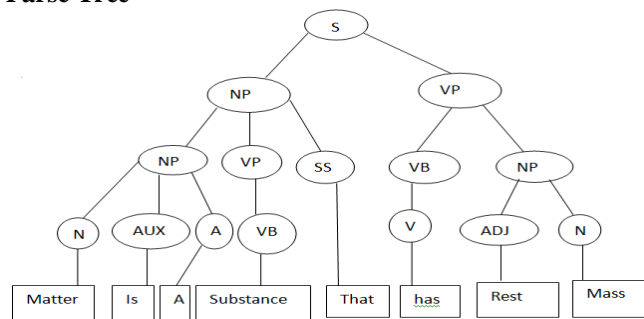 Parse Tree
S
NP VP
NP VP SS VB NP
N AUX A VB V ADJ N
Matter Is A Substance That has Rest Mass